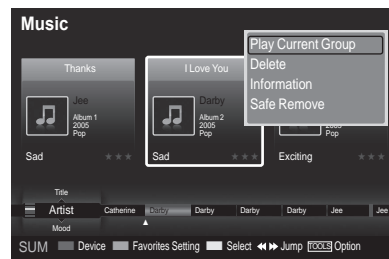 Music
Play Current Group
Delete
Information
Safe Remove
Thanks
I Love You
Jee
Album 1
2005
Pop
Darby
Album 2
2005
Pop
2005
Pop
Sad ★★★
Sad ★★★
Exciting ★★★
Title
Artist Catherine Darby Darby Darby Darby Jee Jee
Mood
SUM Device Favorites Setting Select Jump TOOLS Option